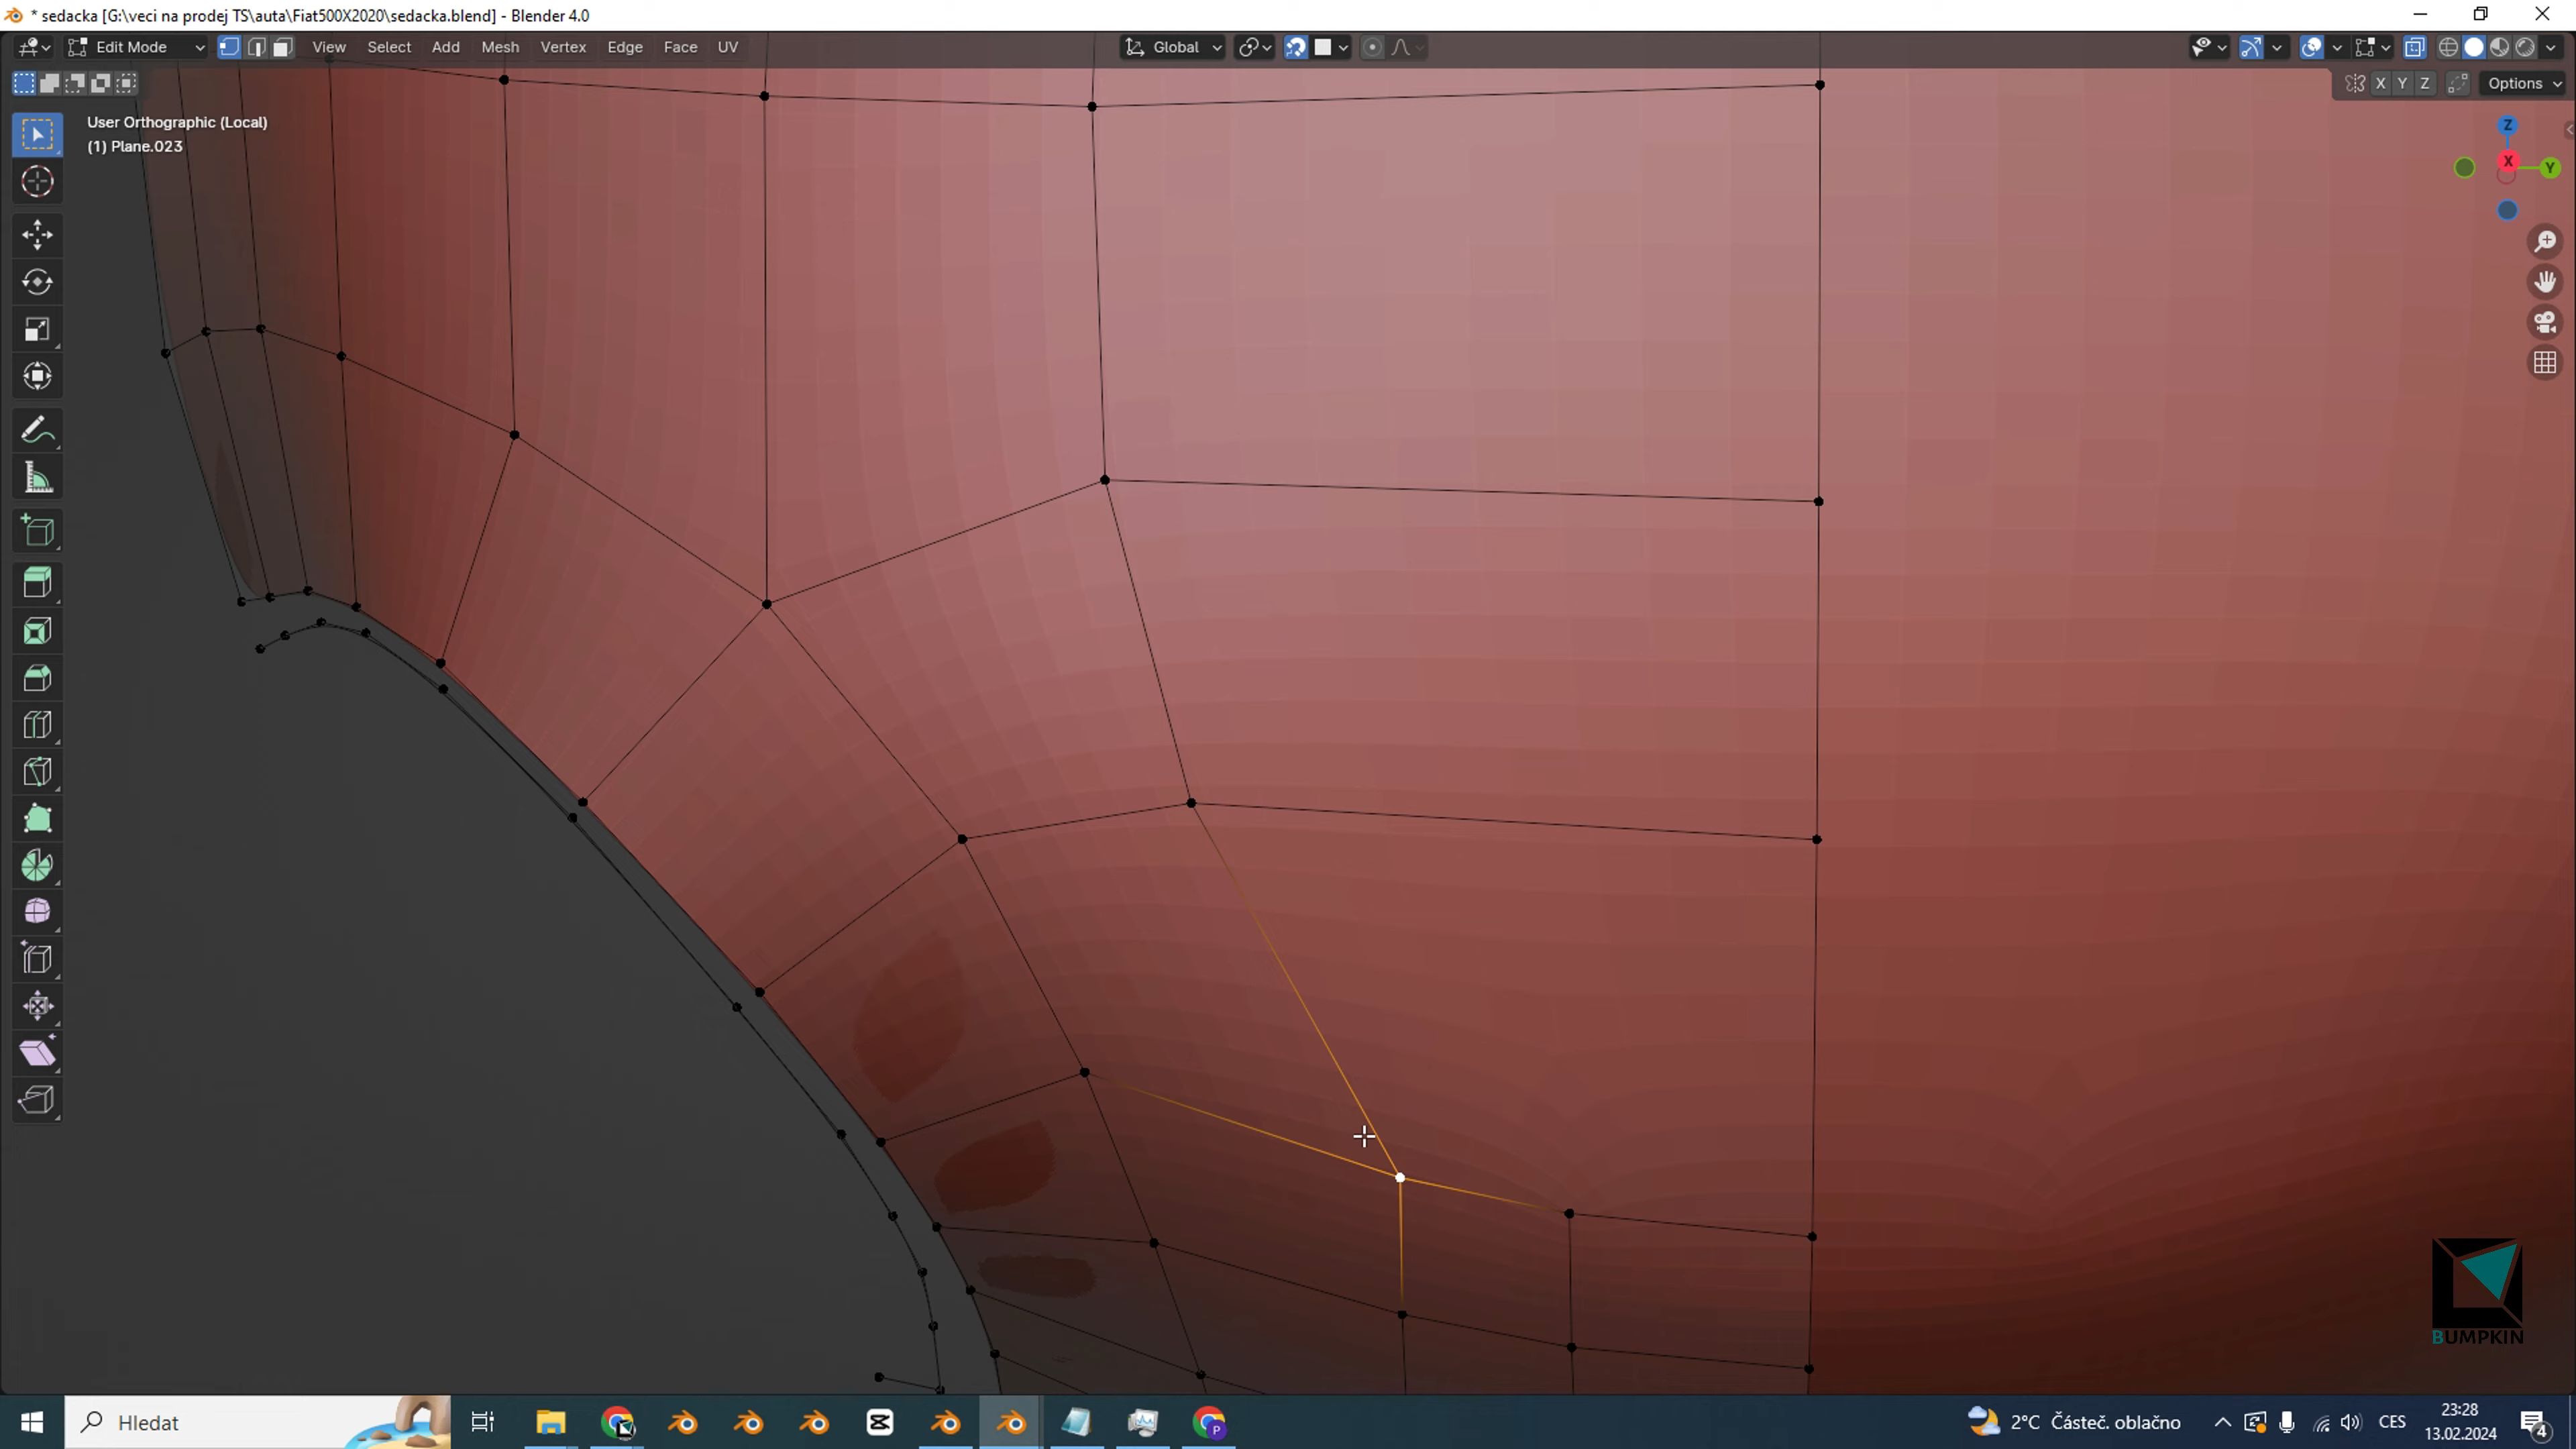 * sedacka [G:\veci na prodej TS\auta\Fiat500X2020\sedacka.blend] - Blender 4.0
Edit Mode View Select Add Mesh Vertex Edge Face UV Global
X Y Z Options
User Orthographic (Local)
(1) Plane.023
Z
X Y
BUMPKIN
Hledat
P
2°C Částeč. oblačno
CES
23:28
13.02.2024
4